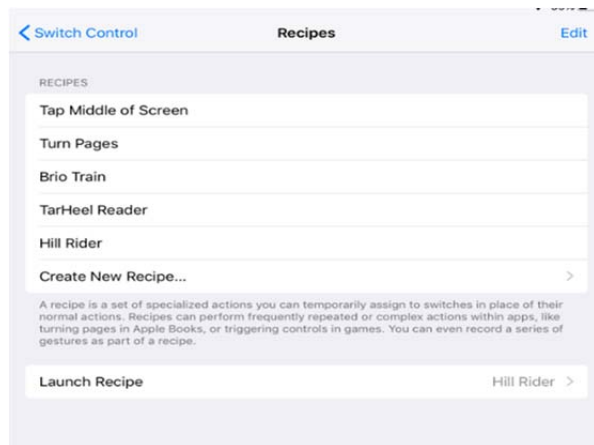 Switch Control Recipes Edit
RECIPES
Tap Middle of Screen
Turn Pages
Brio Train
TarHeel Reader
Hill Rider
Create New Recipe...
A recipe is a set of specialized actions you can temporarily assign to switches in place of their
normal actions. Recipes can perform frequently repeated or complex actions within apps, like
turning pages in Apple Books, or triggering controls in games. You can even record a series of
gestures as part of a recipe.
Launch Recipe Hill Rider